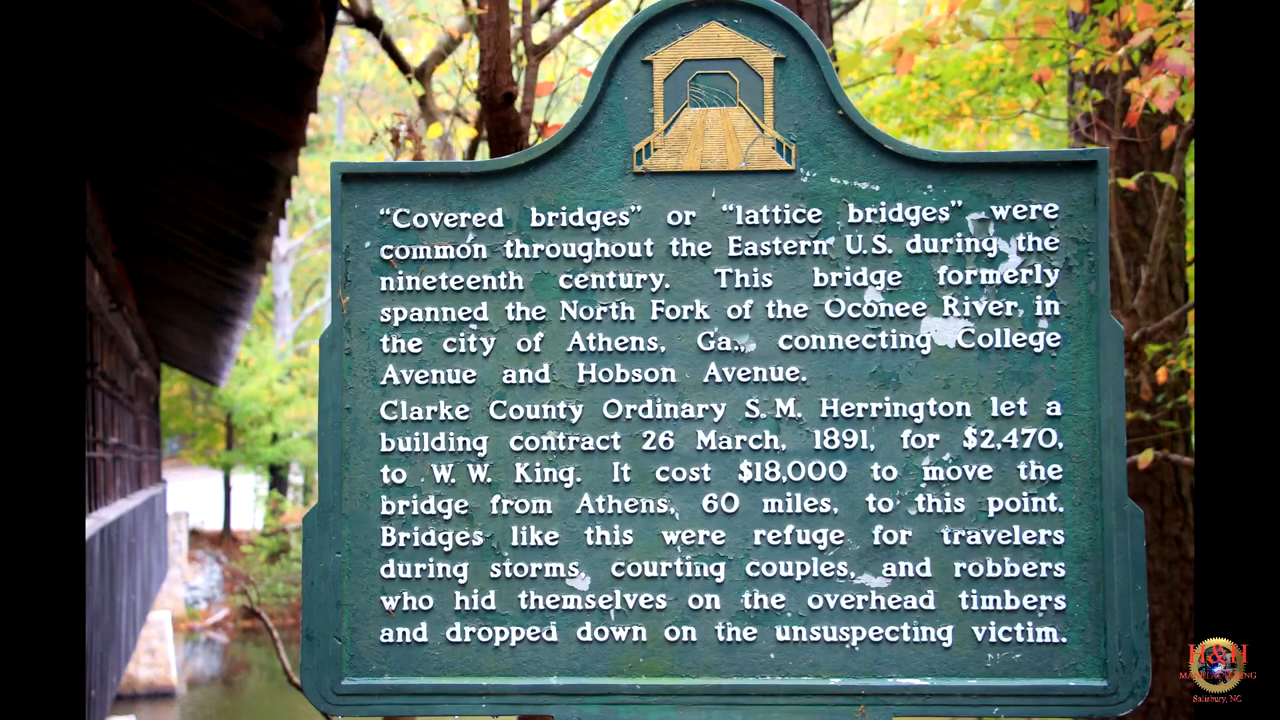 “Covered bridges” or “lattice bridges” were
common throughout the Eastern U.S. during the
nineteenth century. This bridge formerly
spanned the North Fork of the Oconee River, in
the city of Athens, Ga., connecting College
Avenue and Hobson Avenue.
Clarke County Ordinary S. M. Herrington let a
building contract 26 March, 1891, for $2,470,
to W. W. King. It cost $18,000 to move the
bridge from Athens, 60 miles, to this point.
Bridges like this were refuge for travelers
during storms, courting couples, and robbers
who hid themselves on the overhead timbers
and dropped down on the unsuspecting victim.
H&H
MANUFACTURING
Salisbury, NC